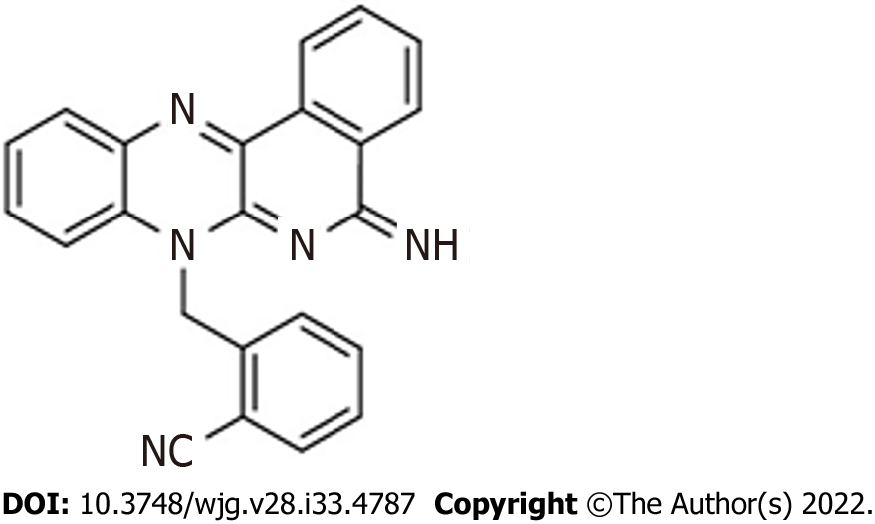 N
N
N
NH
NC
DOI: 10.3748/wjg.v28.i33.4787 Copyright ©The Author(s) 2022.